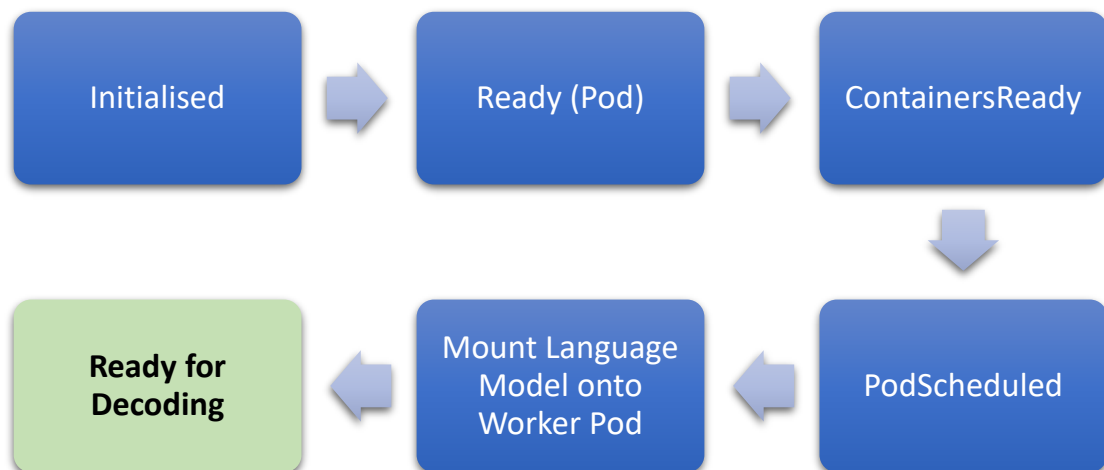 Initialised
Ready (Pod)
ContainersReady
PodScheduled
Mount Language
Model onto
Worker Pod
Ready for
Decoding